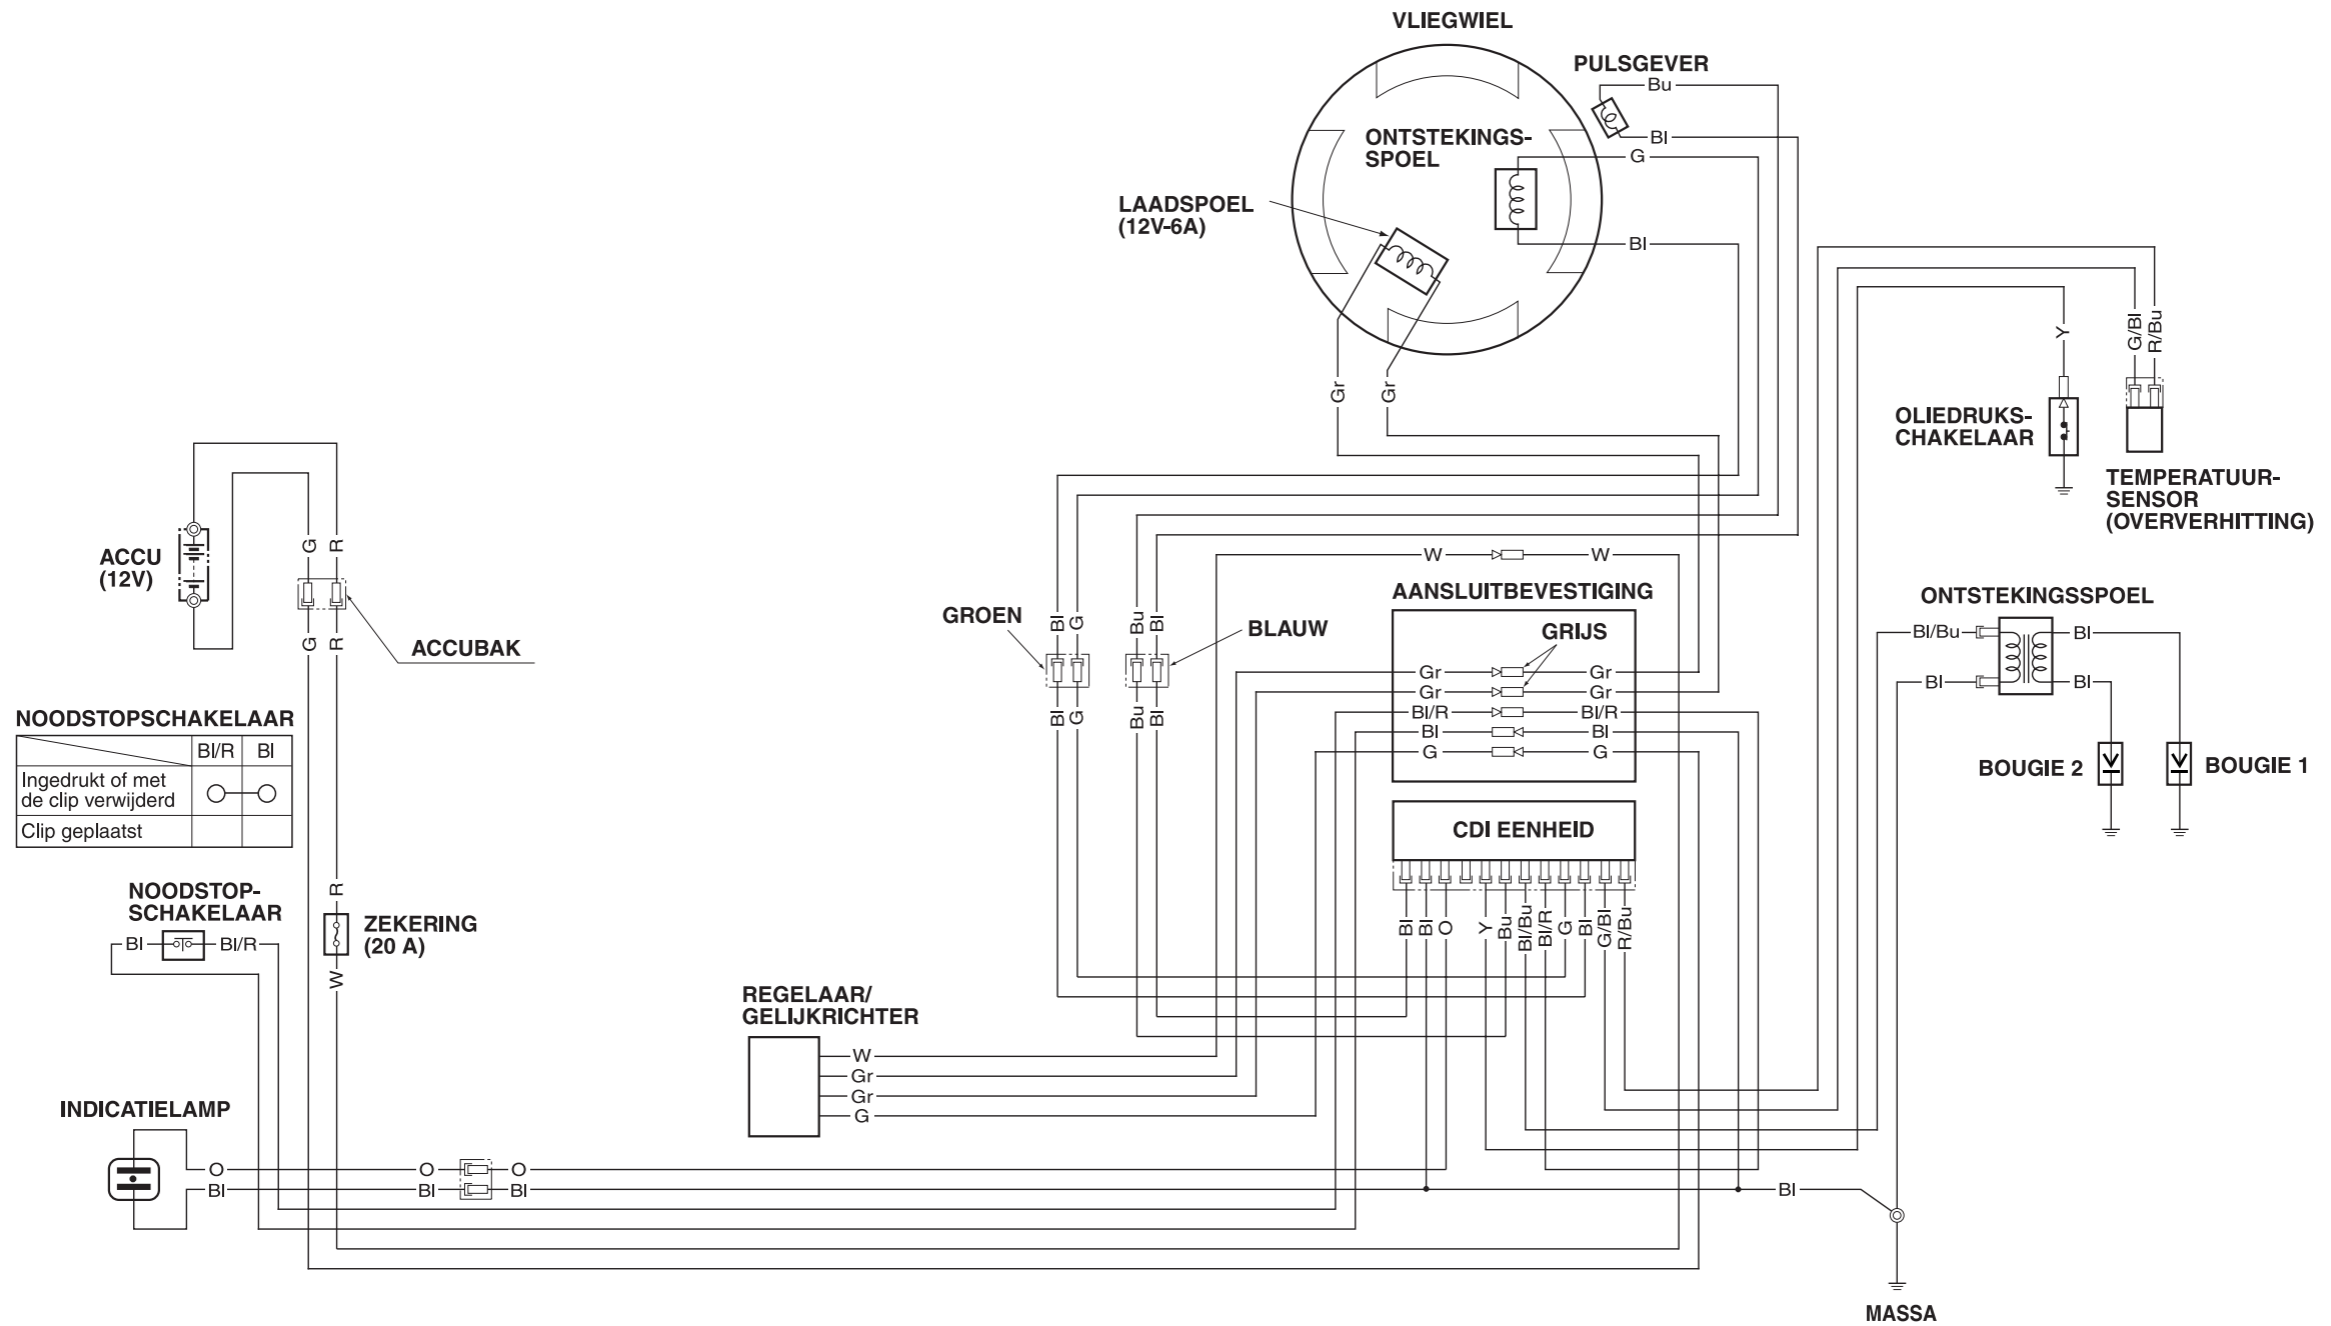 VLIEGWIEL
PULSGEVER
Bu
Bl
ONTSTEKINGS-
SPOEL
G
LAADSPOEL
(12V-6A)
Bl
Gr
Gr
Y
G/Bl
R/Bu
OLIEDRUKS-
CHAKELAAR
TEMPERATUUR-
SENSOR
(OVERVERHITTING)
ACCU
(12V)
G
R
G
R
ACCUBAK
W
W
GROEN
Bl
G
Bu
Bl
BLAUW
Bl
G
Bu
Bl
AANSLUITBEVESTIGING
GRIJS
Gr
Gr
Gr
Gr
Bl/R
Bl/R
Bl
Bl
G
G
ONTSTEKINGSSPOEL
Bl/Bu
Bl
Bl
Bl
BOUGIE 2
BOUGIE 1
NOODSTOPSCHAKELAAR
Bl/R
Bl
Ingedrukt of met
de clip verwijderd
Clip geplaatst
CDI EENHEID
Bl
Bl
O
Y
Bu
Bl/Bu
Bl/R
G
Bl
G/Bl
R/Bu
NOODSTOP-
SCHAKELAAR
Bl
Bl/R
R
ZEKERING
(20 A)
W
REGELAAR/
GELIJKRICHTER
W
Gr
Gr
G
INDICATIELAMP
O
O
O
Bl
Bl
Bl
Bl
MASSA